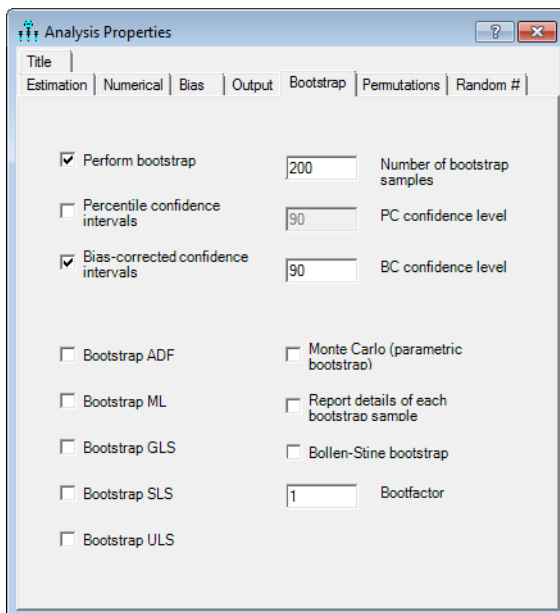 Analysis Properties
?
Title
Estimation Numerical Bias Output Bootstrap Permutations Random #
Perform bootstrap
200
Number of bootstrap
samples
Percentile confidence
intervals
90
PC confidence level
Bias-corrected confidence
intervals
90
BC confidence level
Bootstrap ADF
Monte Carlo (parametric
bootstrap)
Bootstrap ML
Report details of each
bootstrap sample
Bootstrap GLS
Bollen-Stine bootstrap
Bootstrap SLS
1
Bootfactor
Bootstrap ULS